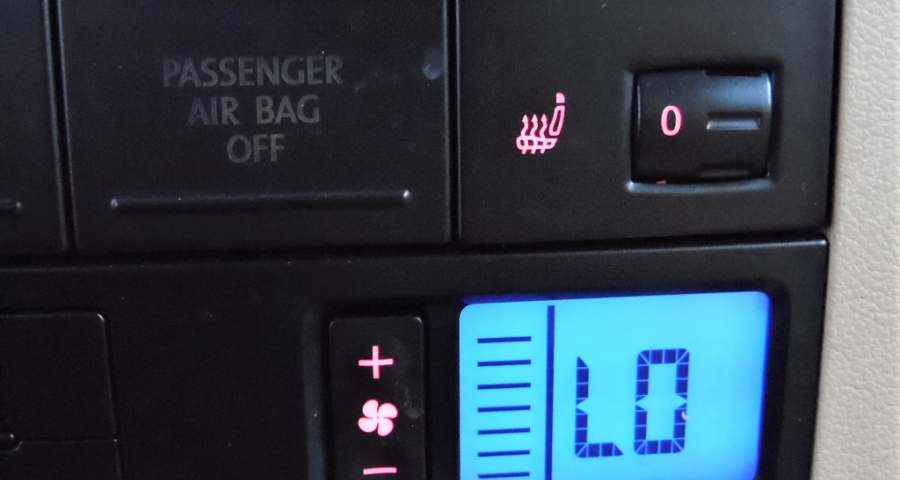 PASSENGER
AIR BAG
OFF
0
+
-
LO